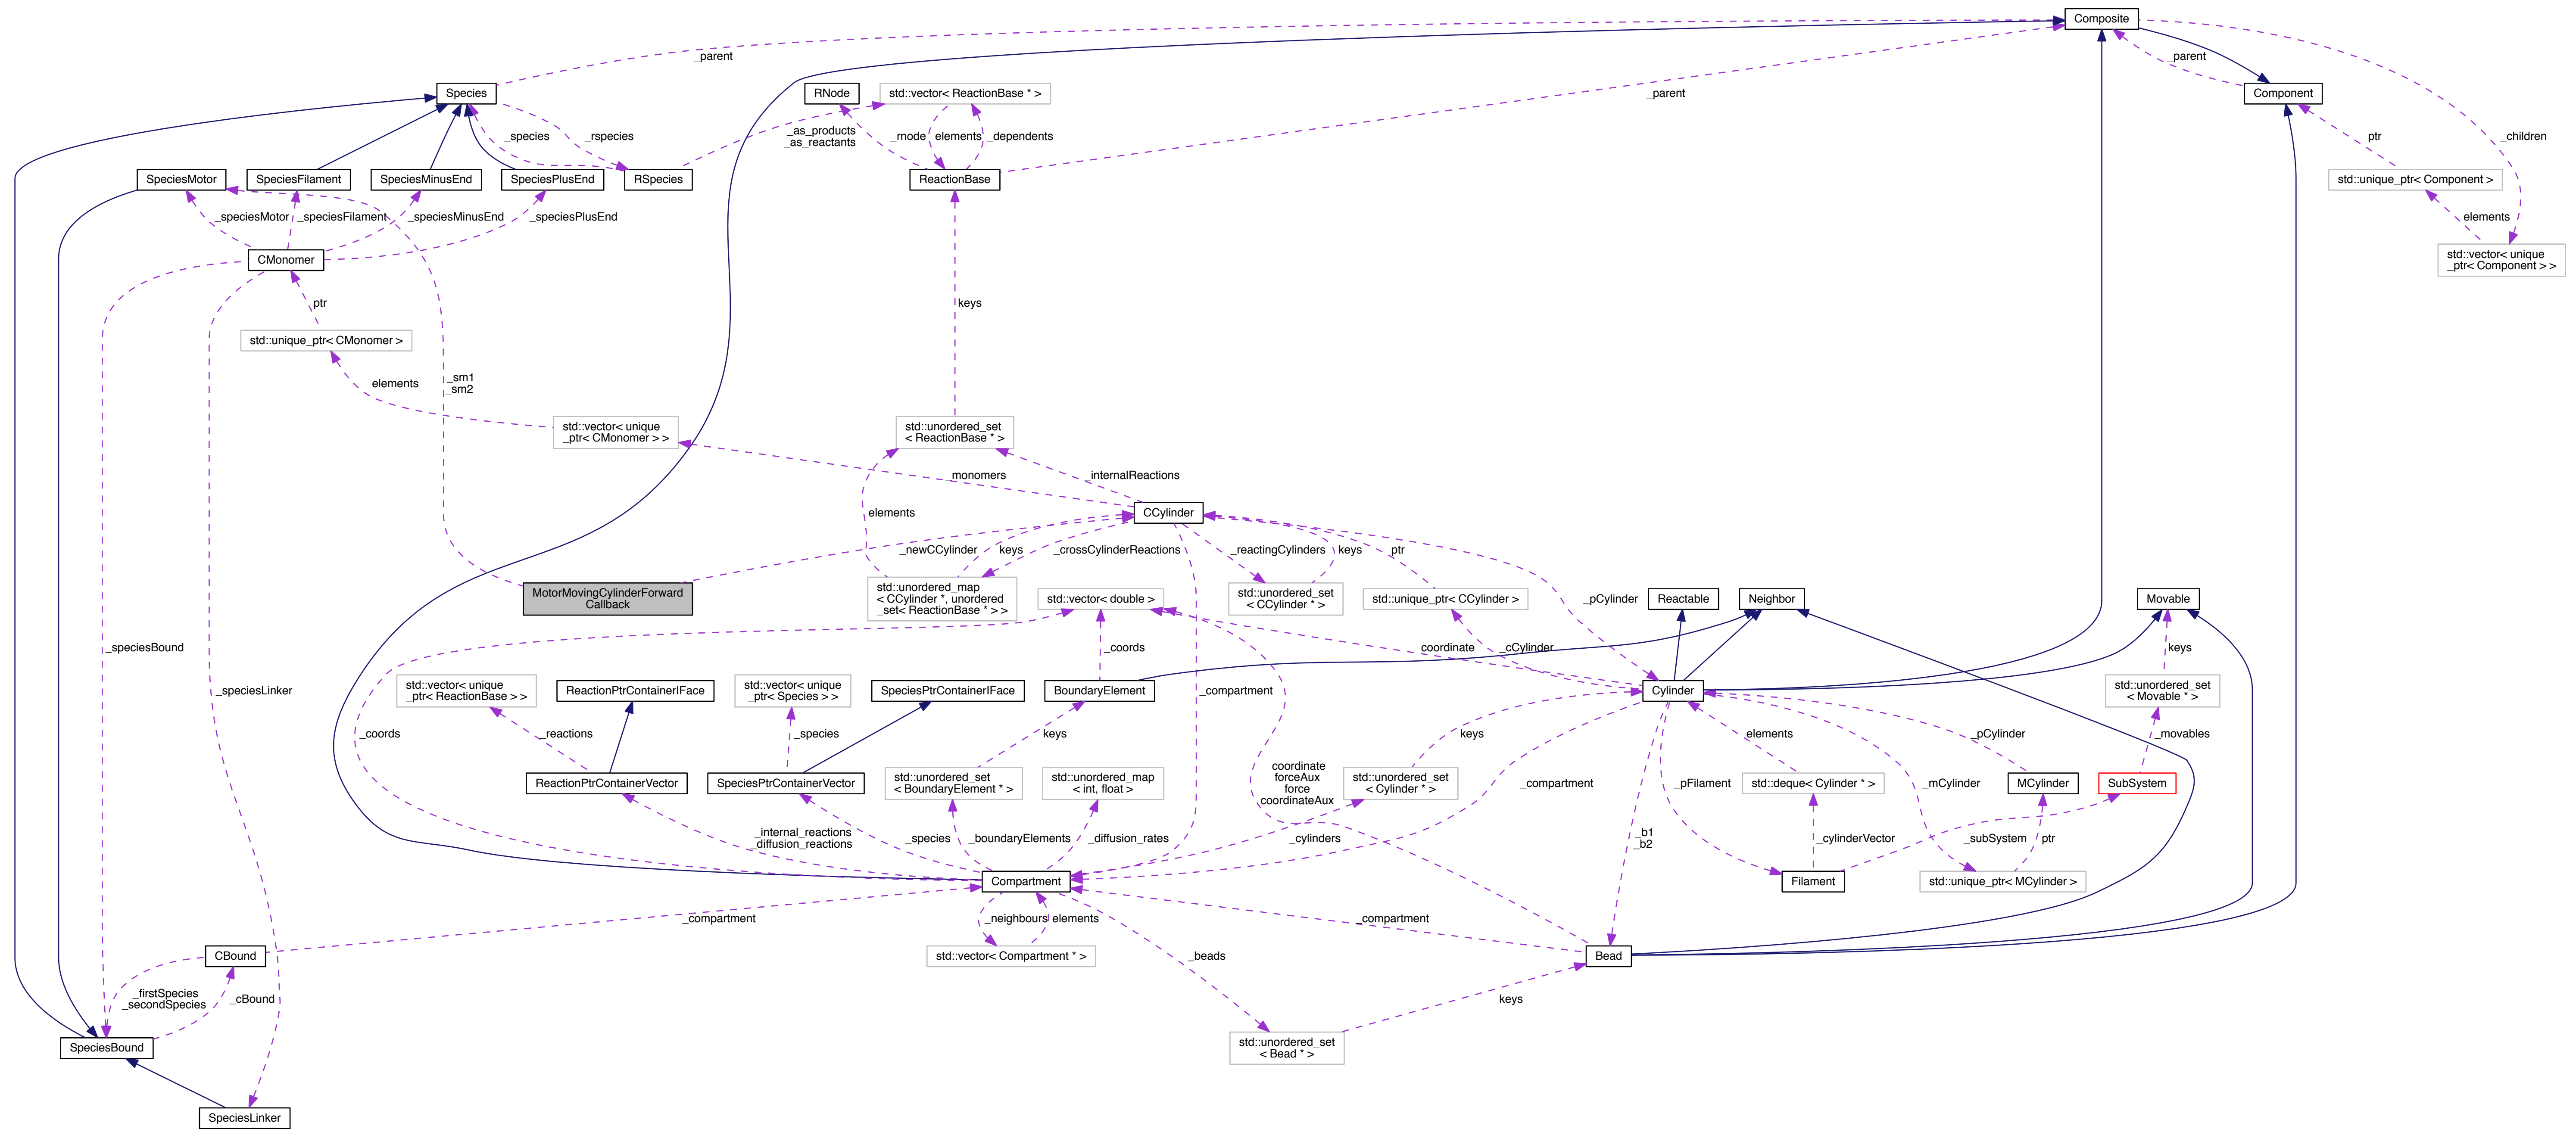 Composite
_parent
_parent
Species
RNode
std::vector< ReactionBase * >
_parent
Component
_species
_rspecies
_as_products
_as_reactants
_rnode
elements
_dependents
ptr
_children
SpeciesMotor
SpeciesFilament
SpeciesMinusEnd
SpeciesPlusEnd
RSpecies
ReactionBase
std::unique_ptr< Component >
_speciesMotor
_speciesFilament
_speciesMinusEnd
_speciesPlusEnd
elements
CMonomer
std::vector< unique
_ptr< Component > >
ptr
keys
std::unique_ptr< CMonomer >
elements
_sm1
_sm2
std::vector< unique
_ptr< CMonomer > >
std::unordered_set
< ReactionBase * >
_monomers
_internalReactions
elements
CCylinder
_newCCylinder
keys
_crossCylinderReactions
_reactingCylinders
keys
ptr
MotorMovingCylinderForward
Callback
std::unordered_map
< CCylinder *, unordered
_set< ReactionBase * > >
std::vector< double >
std::unordered_set
< CCylinder * >
std::unique_ptr< CCylinder >
_pCylinder
Reactable
Neighbor
Movable
_speciesBound
_coords
coordinate
_cCylinder
keys
_speciesLinker
std::vector< unique
_ptr< ReactionBase > >
ReactionPtrContainerIFace
std::vector< unique
_ptr< Species > >
SpeciesPtrContainerIFace
BoundaryElement
_compartment
Cylinder
std::unordered_set
< Movable * >
_coords
_reactions
_species
keys
keys
elements
_pCylinder
_movables
ReactionPtrContainerVector
SpeciesPtrContainerVector
std::unordered_set
< BoundaryElement * >
std::unordered_map
< int, float >
coordinate
forceAux
force
coordinateAux
std::unordered_set
< Cylinder * >
_compartment
_pFilament
std::deque< Cylinder * >
_mCylinder
MCylinder
SubSystem
_internal_reactions
_diffusion_reactions
_species
_boundaryElements
_diffusion_rates
_cylinders
_b1
_b2
_cylinderVector
_subSystem
ptr
Compartment
Filament
std::unique_ptr< MCylinder >
_compartment
_neighbours
elements
_compartment
CBound
std::vector< Compartment * >
_beads
Bead
_firstSpecies
_secondSpecies
_cBound
keys
SpeciesBound
std::unordered_set
< Bead * >
SpeciesLinker